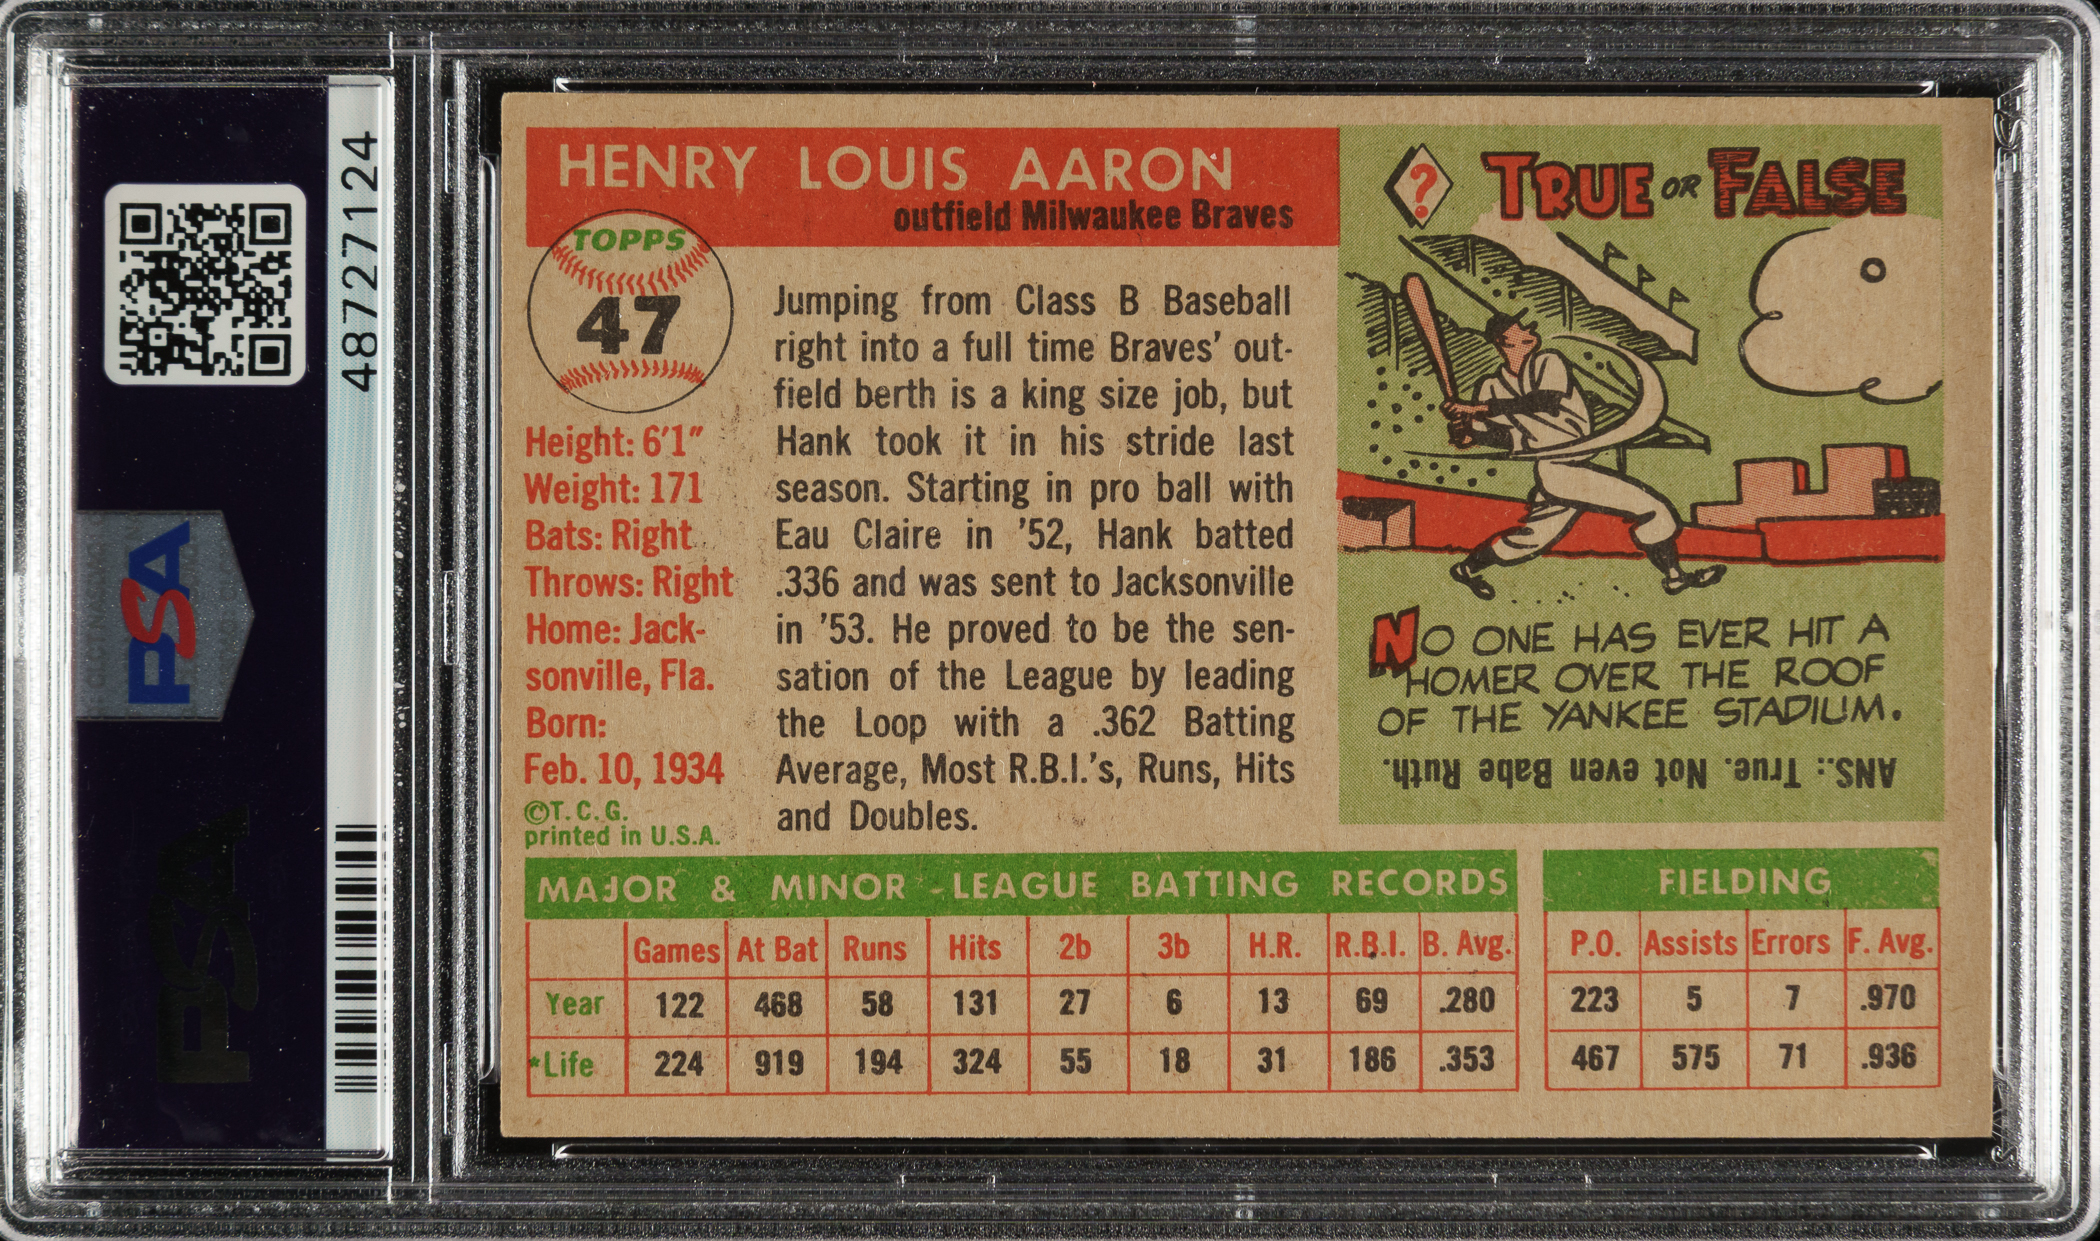 48727124
PSA
PSA
HENRY LOUIS AARON
outfield Milwaukee Braves
TOPPS
47
Height: 6'1"
Weight: 171
Bats: Right
Throws: Right
Home: Jack-
sonville, Fla.
Born:
Feb. 10, 1934
©T. C. G.
printed in U.S.A.
Jumping from Class B Baseball
right into a full time Braves' out-
field berth is a king size job, but
Hank took it in his stride last
season. Starting in pro ball with
Eau Claire in '52, Hank batted
.336 and was sent to Jacksonville
in '53. He proved to be the sen-
sation of the League by leading
the Loop with a .362 Batting
Average, Most R.B.I.'s, Runs, Hits
and Doubles.
? TRUE OR FALSE
NO ONE HAS EVER HIT A
HOMER OVER THE ROOF
OF THE YANKEE STADIUM.
ANS.: True. Not even Babe Ruth.
MAJOR & MINOR - LEAGUE BATTING RECORDS
Games At Bat Runs Hits 2b 3b H.R. R.B.I. B. Avg.
Year 122 468 58 131 27 6 13 69 .280
*Life 224 919 194 324 55 18 31 186 .353
FIELDING
P.O. Assists Errors F. Avg.
223 5 7 .970
467 575 71 .936